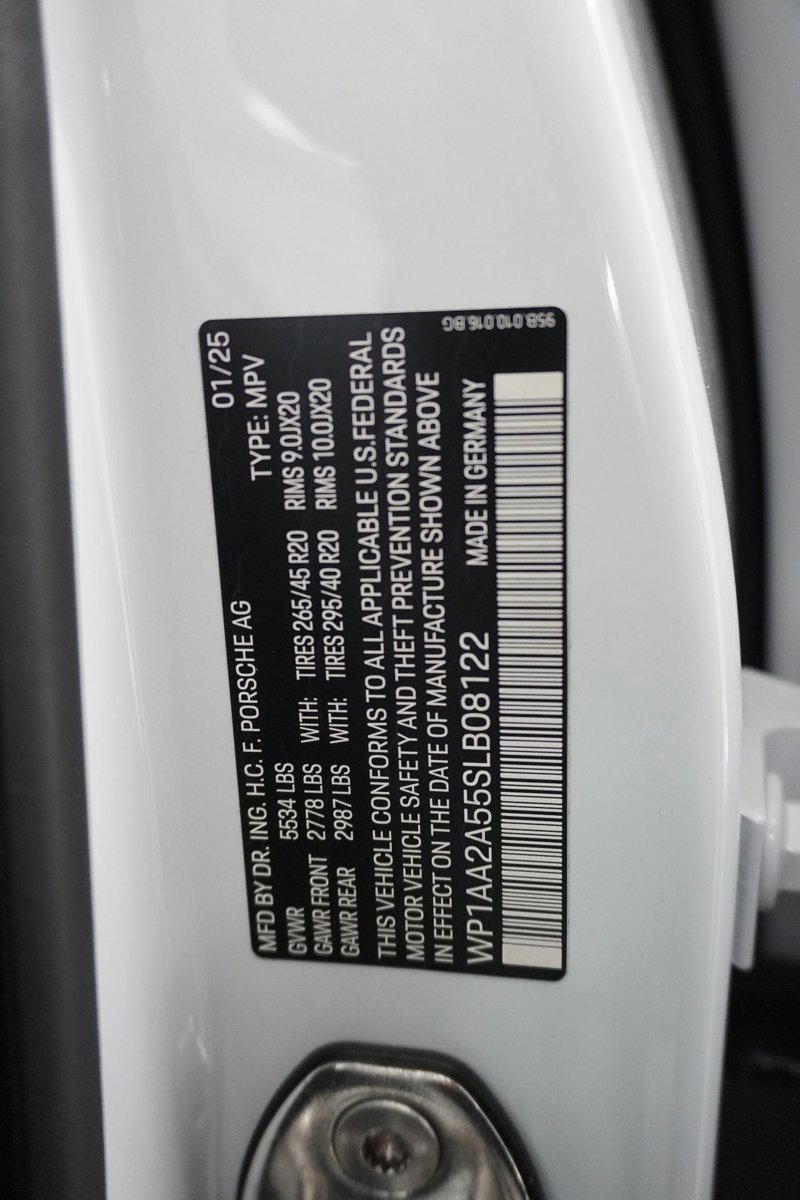 01/25
MFD BY DR. ING. H.C. F. PORSCHE AG TYPE: MPV
GVWR 5534 LBS
GAWR FRONT 2778 LBS WITH: TIRES 265/45 R20 RIMS 9.0JX20
GAWR REAR 2987 LBS WITH: TIRES 295/40 R20 RIMS 10.0JX20
THIS VEHICLE CONFORMS TO ALL APPLICABLE U.S.FEDERAL
MOTOR VEHICLE SAFETY AND THEFT PREVENTION STANDARDS
IN EFFECT ON THE DATE OF MANUFACTURE SHOWN ABOVE
WP1AA2A55SLB08122 MADE IN GERMANY
95B.010.016.BG